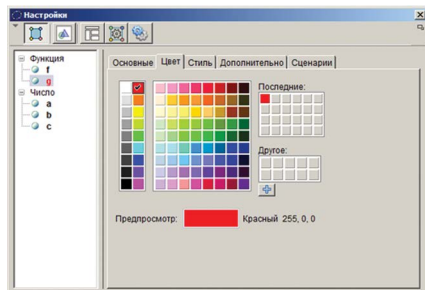 Настройки
Основные Цвет Стиль Дополнительно Сценарии
Функция
f
g
Число
a
b
c
Последние:
Другое:
Предпросмотр: Красный 255, 0, 0